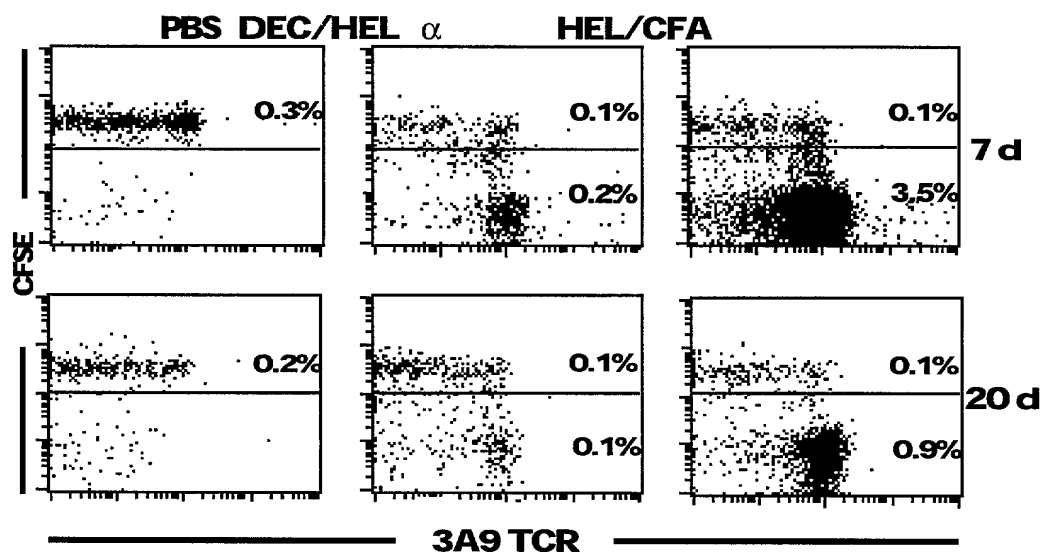 PBS DEC/HEL α HEL/CFA
0.3% 0.1% 0.1%
7 d
0.2% 3.5%
CFSE
0.2% 0.1% 0.1%
20 d
0.1% 0.9%
3A9 TCR